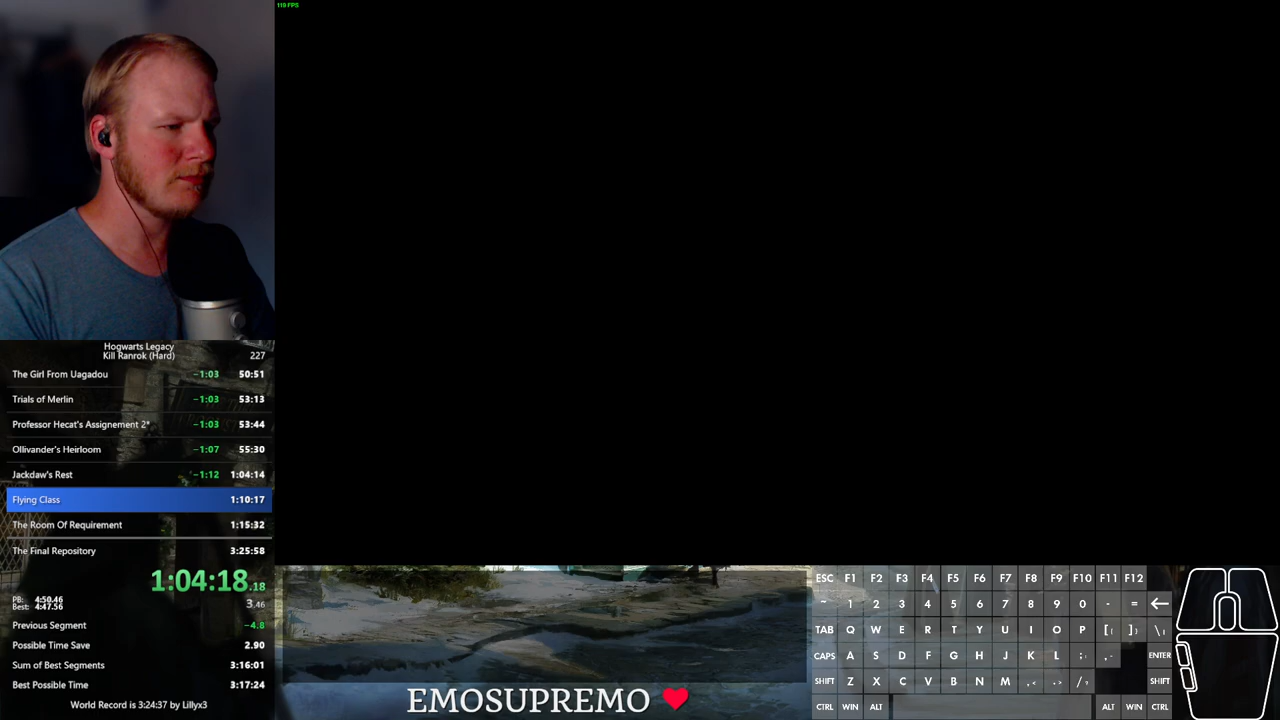 119 FPS
Hogwarts Legacy
Kill Ranrok (Hard) 227
The Girl From Uagadou -1:03 50:51
Trials of Merlin -1:03 53:13
Professor Hecat's Assignement 2* -1:03 53:44
Ollivander's Heirloom -1:07 55:30
Jackdaw's Rest -1:12 1:04:14
Flying Class 1:10:17
The Room Of Requirement 1:15:32
The Final Repository 3:25:58
1:04:18.18
PB: 4:50.46
Best: 4:47.56 3.46
Previous Segment -4.8
Possible Time Save 2.90
Sum of Best Segments 3:16:01
Best Possible Time 3:17:24
World Record is 3:24:37 by Lillyx3
EMOSUPREMO
ESC F1 F2 F3 F4 F5 F6 F7 F8 F9 F10 F11 F12
~ 1 2 3 4 5 6 7 8 9 0 - =
TAB Q W E R T Y U I O P [{ ]} \|
CAPS A S D F G H J K L ;: ,- ENTER
SHIFT Z X C V B N M ,< .> /? SHIFT
CTRL WIN ALT ALT WIN CTRL